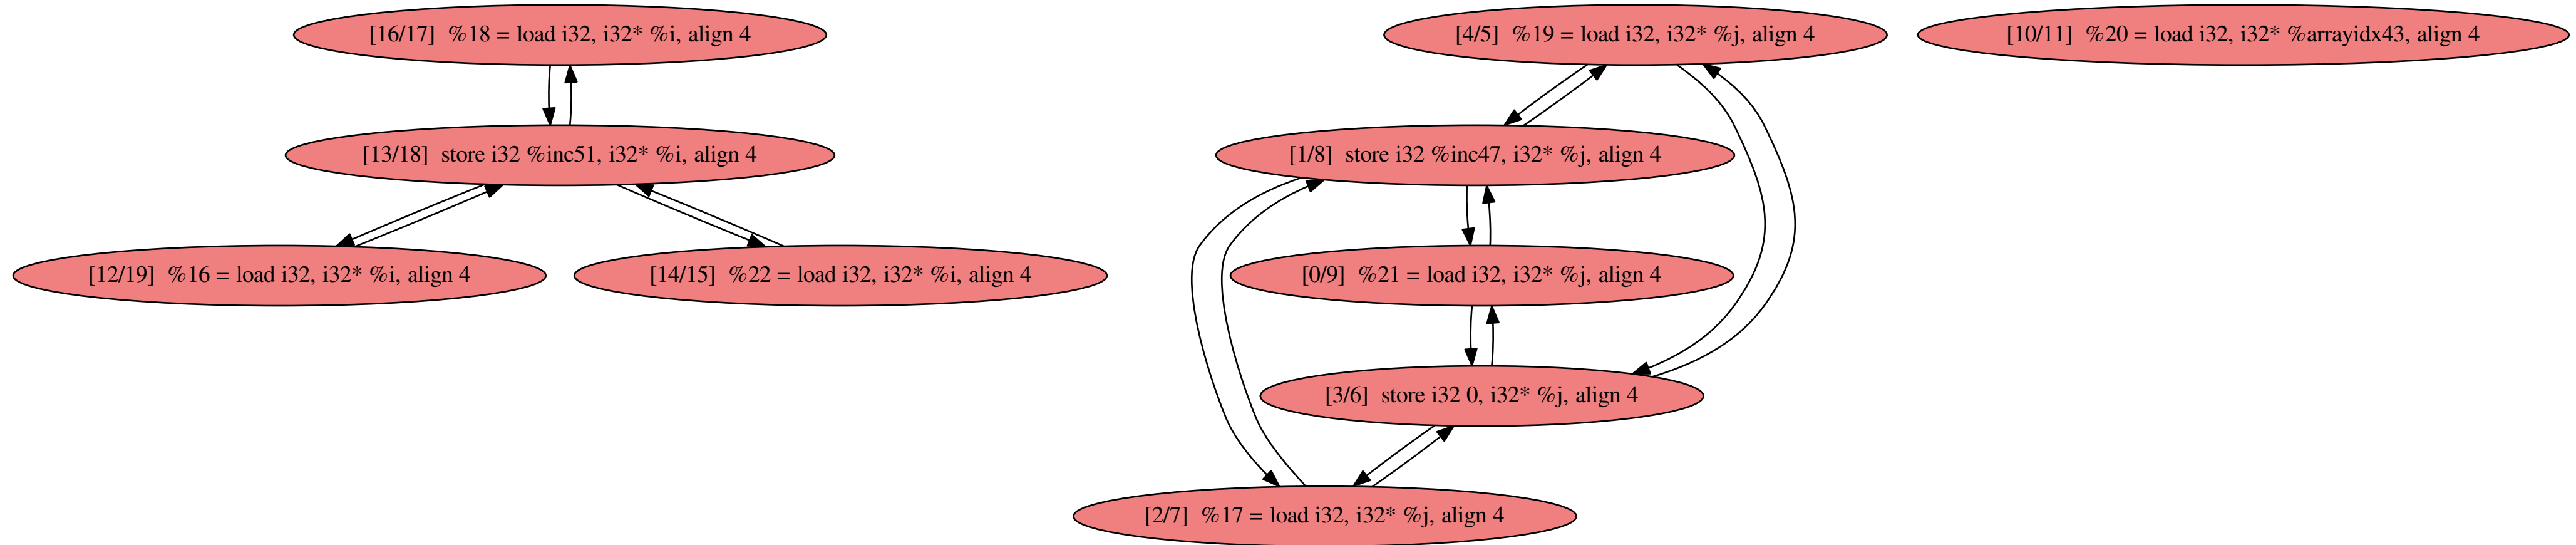 [16/17]  %18 = load i32, i32* %i, align 4
[4/5]  %19 = load i32, i32* %j, align 4
[10/11]  %20 = load i32, i32* %arrayidx43, align 4
[13/18]  store i32 %inc51, i32* %i, align 4
[1/8]  store i32 %inc47, i32* %j, align 4
[12/19]  %16 = load i32, i32* %i, align 4
[14/15]  %22 = load i32, i32* %i, align 4
[0/9]  %21 = load i32, i32* %j, align 4
[3/6]  store i32 0, i32* %j, align 4
[2/7]  %17 = load i32, i32* %j, align 4